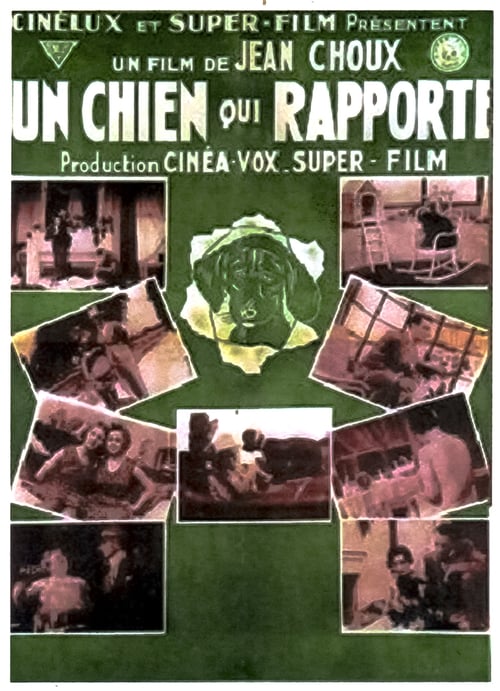 CINÉLUX ET SUPER-FILM PRÉSENTENT
UN FILM DE JEAN CHOUX
UN CHIEN QUI RAPPORTE
Production CINÉA-VOX_SUPER-FILM